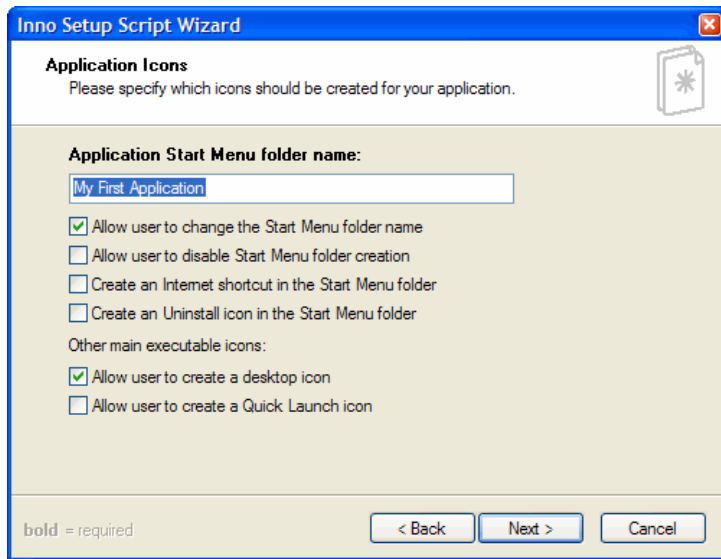 Inno Setup Script Wizard
Application Icons
Please specify which icons should be created for your application.
Application Start Menu folder name:
My First Application
Allow user to change the Start Menu folder name
Allow user to disable Start Menu folder creation
Create an Internet shortcut in the Start Menu folder
Create an Uninstall icon in the Start Menu folder
Other main executable icons:
Allow user to create a desktop icon
Allow user to create a Quick Launch icon
bold = required
< Back
Next >
Cancel